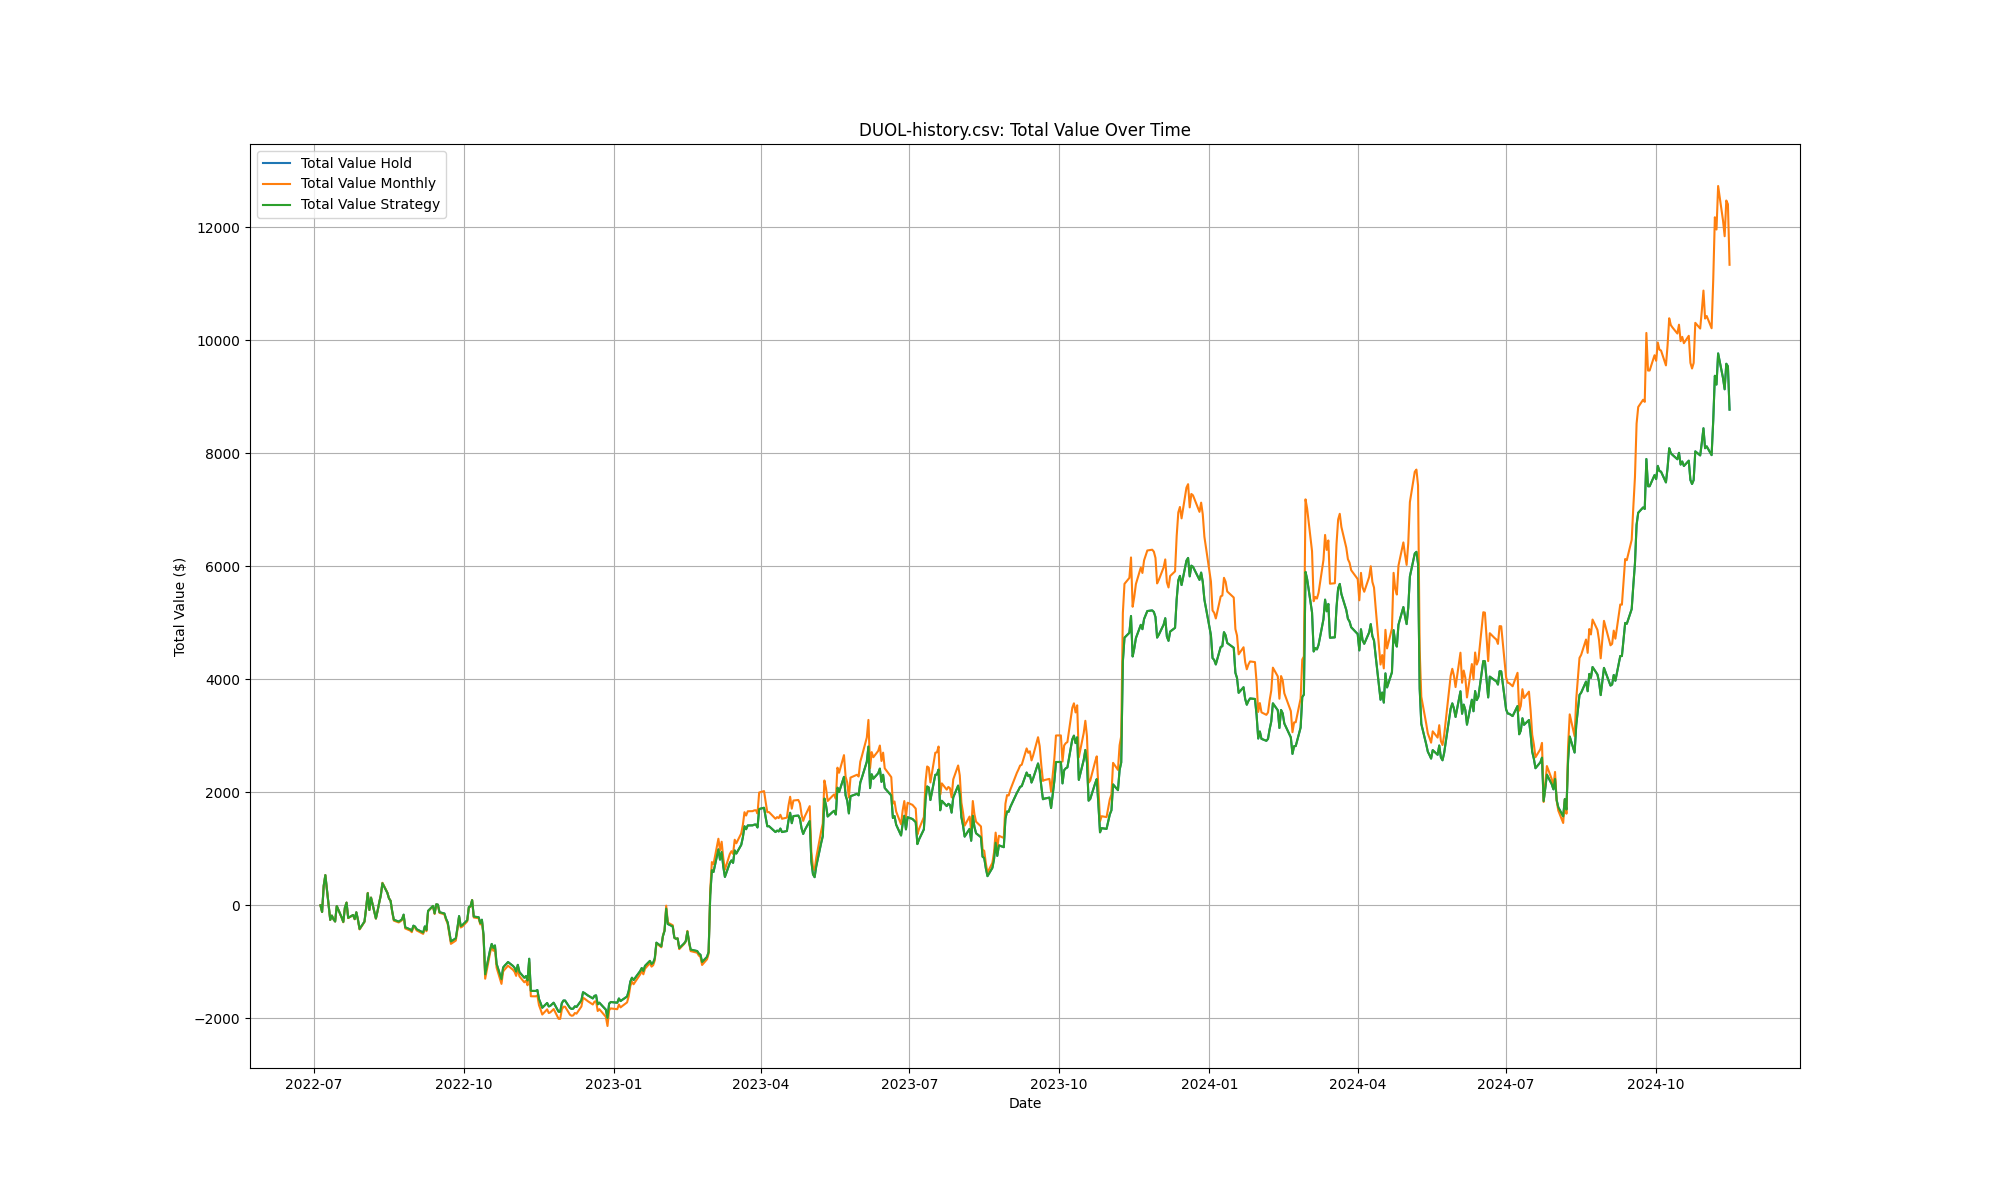 DUOL-history.csv: Total Value Over Time
Total Value Hold
Total Value Monthly
Total Value Strategy
12000
10000
8000
6000
4000
2000
0
−2000
Total Value ($)
2022-07 2022-10 2023-01 2023-04 2023-07 2023-10 2024-01 2024-04 2024-07 2024-10
Date